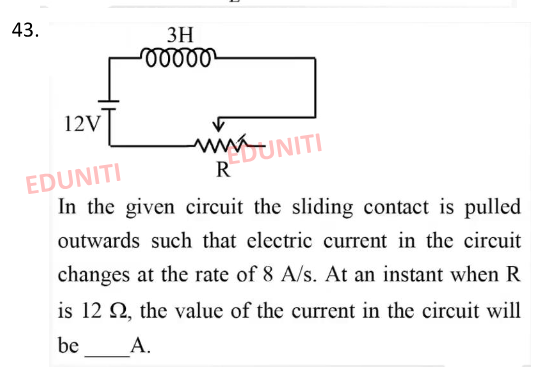 43.
3H
12V
EDUNITI
R
EDUNITI
In the given circuit the sliding contact is pulled
outwards such that electric current in the circuit
changes at the rate of 8 A/s. At an instant when R
is 12 Ω, the value of the current in the circuit will
be ____A.